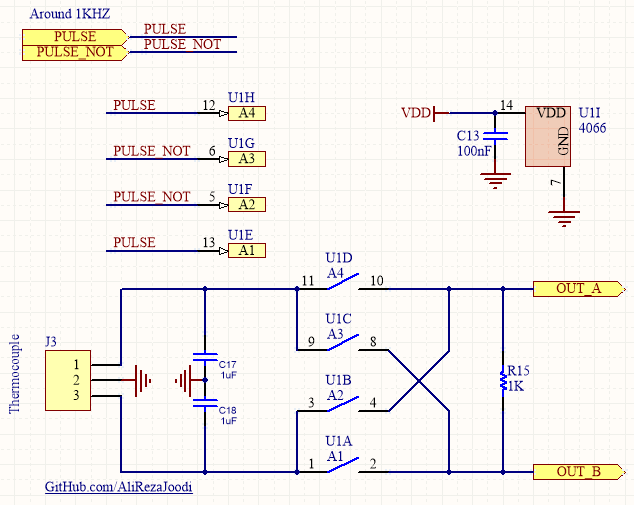 Around 1KHZ
PULSE PULSE
PULSE_NOT PULSE_NOT
PULSE 12 U1H A4
PULSE_NOT 6 U1G A3
PULSE_NOT 5 U1F A2
PULSE 13 U1E A1
VDD 14 VDD U1I
4066
C13
100nF
GND
7
U1D
11 A4 10
OUT_A
U1C
9 A3 8
J3
1
2
3
Thermocouple
C17
1uF
C18
1uF
U1B
3 A2 4
R15
1K
U1A
1 A1 2
OUT_B
GitHub.com/AliRezaJoodi